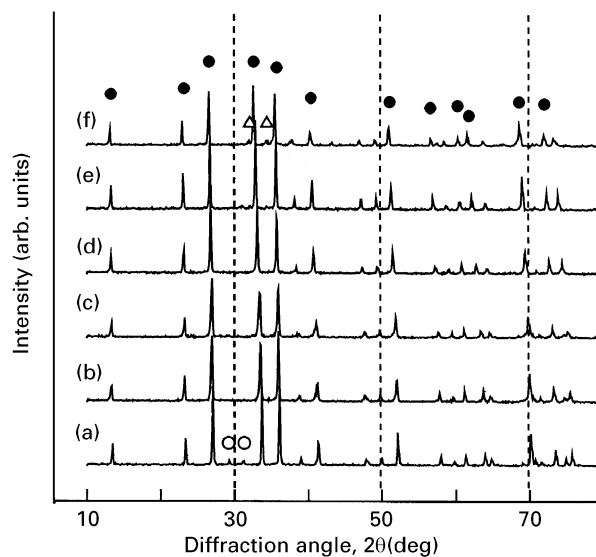 Intensity (arb. units)
(f)
(e)
(d)
(c)
(b)
(a)
10 30 50 70
Diffraction angle, 2θ(deg)